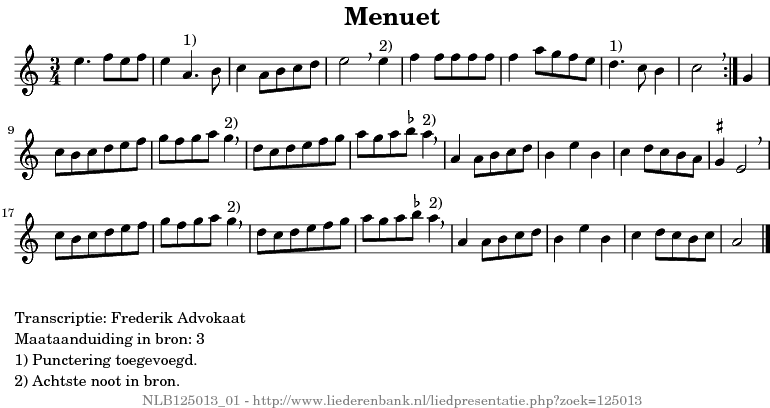 Menuet
3
4
1)
2)
1)
9
2)
2)
17
2)
2)
Transcriptie: Frederik Advokaat
Maataanduiding in bron: 3
1) Punctering toegevoegd.
2) Achtste noot in bron.
NLB125013_01 - http://www.liederenbank.nl/liedpresentatie.php?zoek=125013